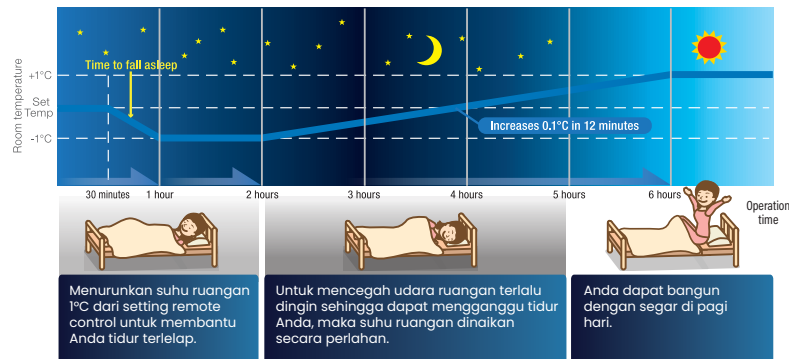 Room temperature
+1°C
Set
Temp
-1°C
Time to fall asleep
Increases 0.1°C in 12 minutes
30 minutes
1 hour
2 hours
3 hours
4 hours
5 hours
6 hours
Operation
time
Menurunkan suhu ruangan
1°C dari setting remote
control untuk membantu
Anda tidur terlelap.
Untuk mencegah udara ruangan terlalu
dingin sehingga dapat mengganggu tidur
Anda, maka suhu ruangan dinaikan
secara perlahan.
Anda dapat bangun
dengan segar di pagi
hari.